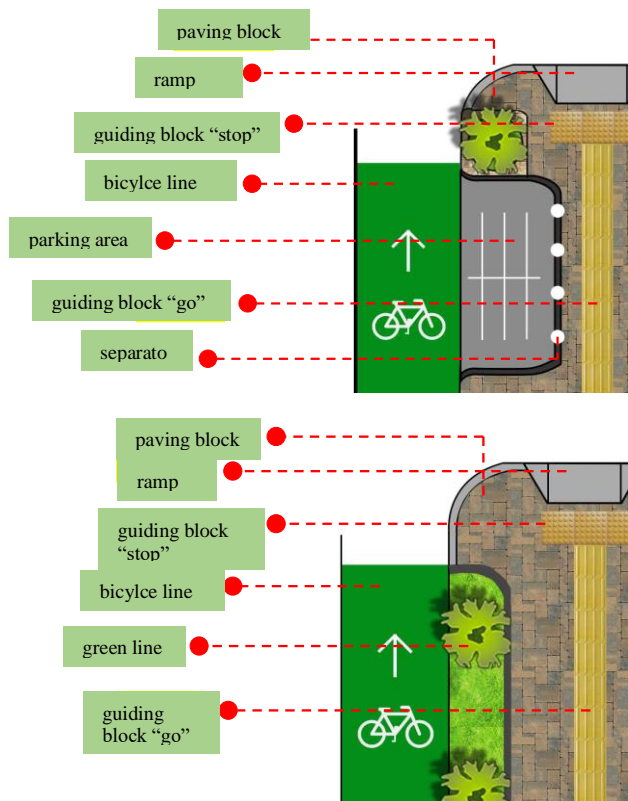 paving block
ramp
guiding block “stop”
bicylce line
parking area
guiding block “go”
separato
paving block
ramp
guiding block
“stop”
bicylce line
green line
guiding
block “go”